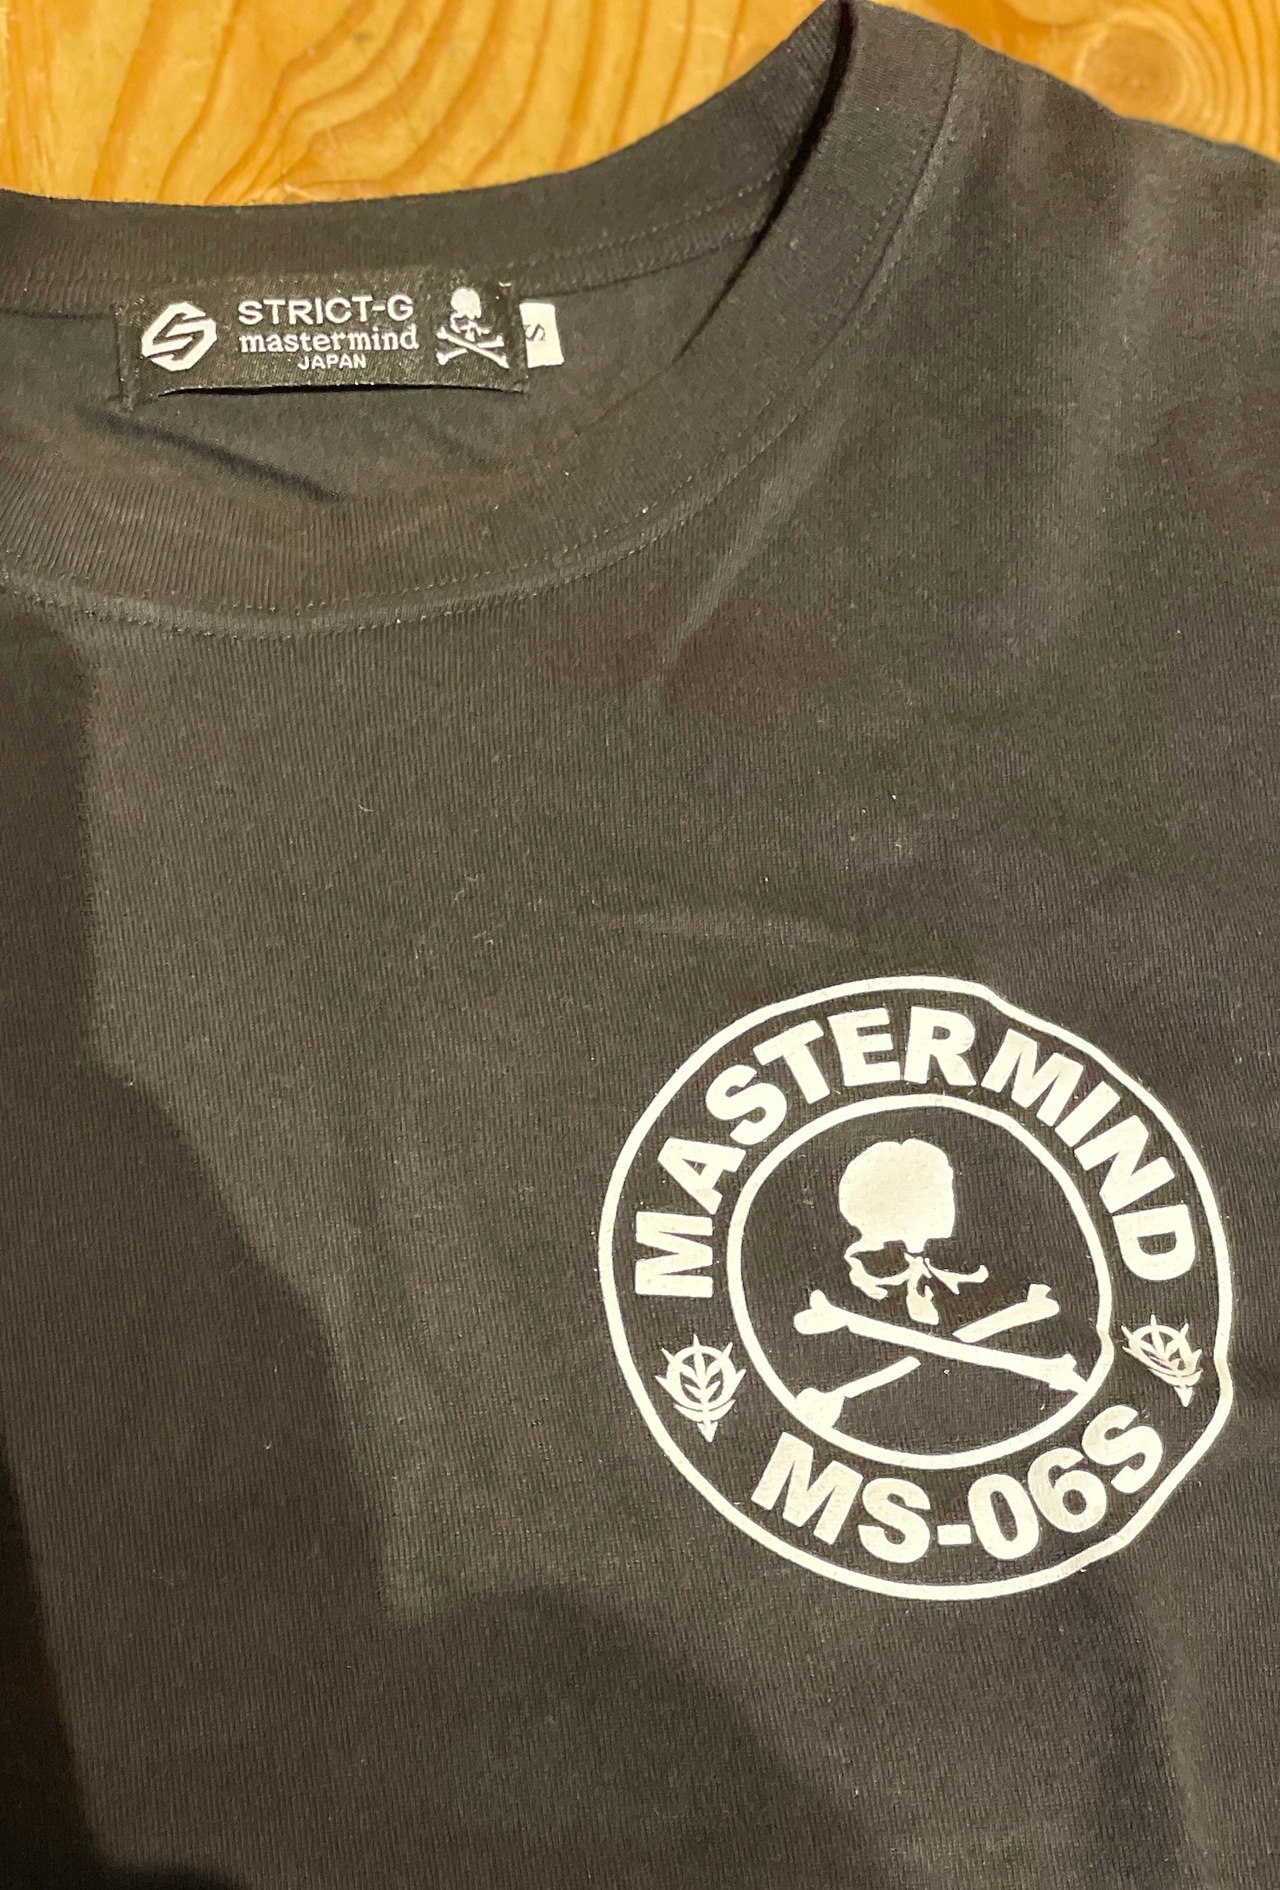 STRICT-G
mastermind
JAPAN
S
MASTERMIND
MS-06S